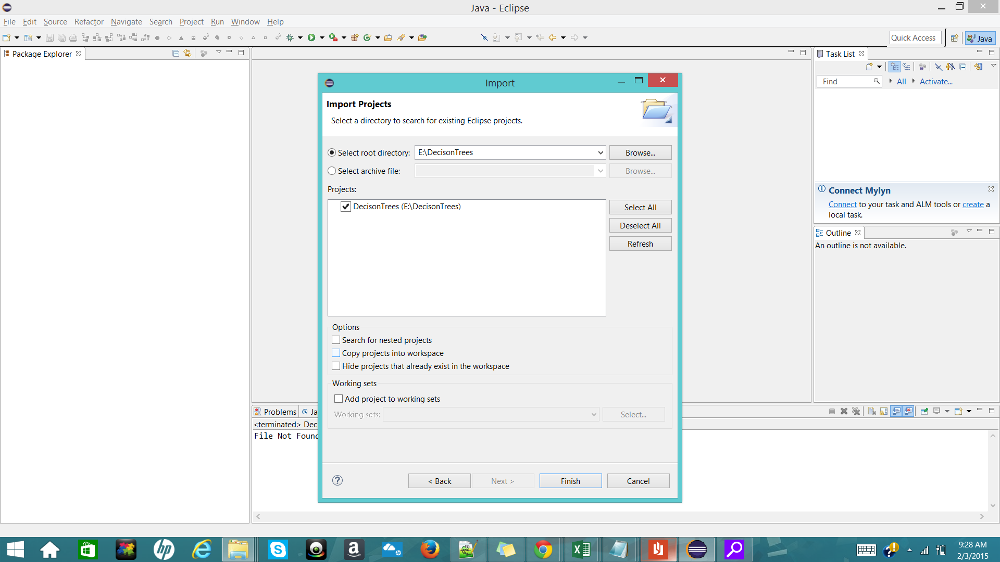 Java - Eclipse
File Edit Source Refactor Navigate Search Project Run Window Help
Quick Access
Java
Package Explorer
Task List
Find
All
Activate...
Import
Import Projects
Select a directory to search for existing Eclipse projects.
Select root directory: E:\DecisonTrees Browse...
Select archive file: Browse...
Projects:
DecisonTrees (E:\DecisonTrees)
Select All
Deselect All
Refresh
Options
Search for nested projects
Copy projects into workspace
Hide projects that already exist in the workspace
Working sets
Add project to working sets
Working sets: Select...
< Back Next > Finish Cancel
Connect Mylyn
Connect to your task and ALM tools or create a
local task.
Outline
An outline is not available.
Problems @ Ja
<terminated> Dec
File Not Found
hp
9:28 AM
2/3/2015